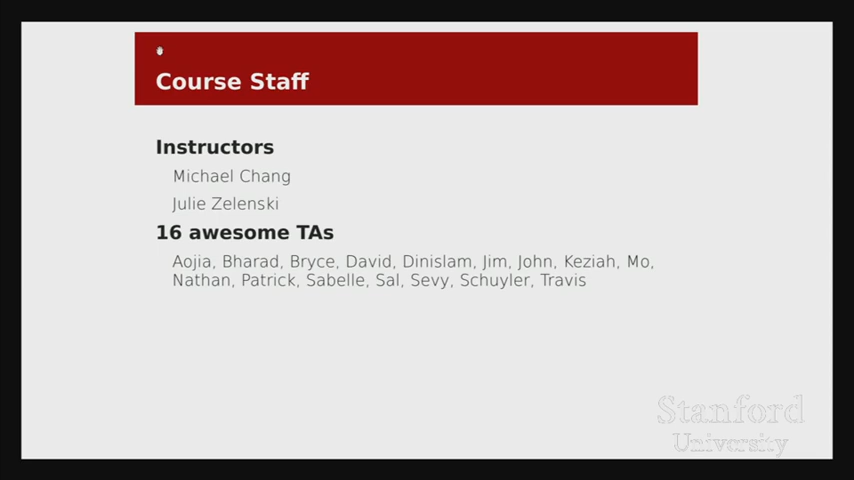 Course Staff
Instructors
Michael Chang
Julie Zelenski
16 awesome TAs
Aojia, Bharad, Bryce, David, Dinislam, Jim, John, Keziah, Mo,
Nathan, Patrick, Sabelle, Sal, Sevy, Schuyler, Travis
Stanford
University